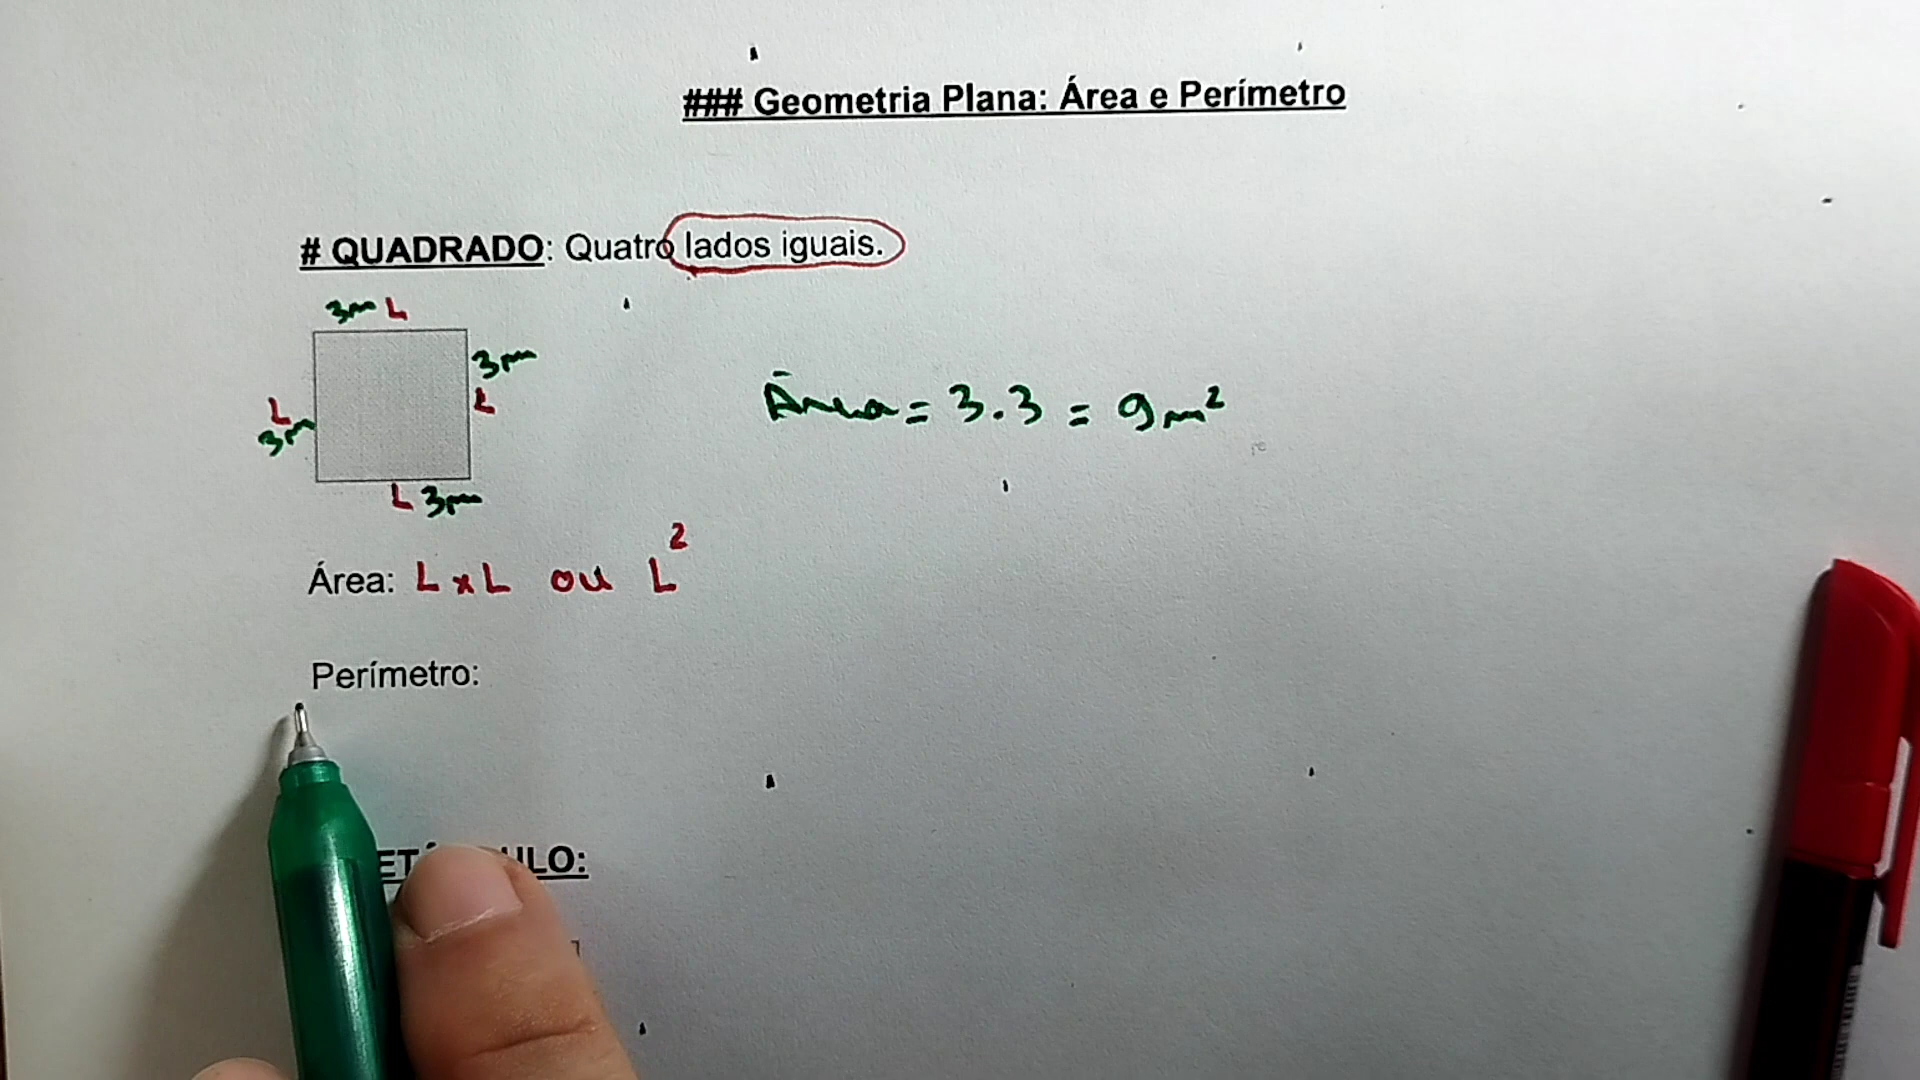 ### Geometria Plana: Área e Perímetro
# QUADRADO: Quatro lados iguais.
3m L
3m
L
L
3m
Área = 3.3 = 9m²
L 3m
Área: L x L ou L²
Perímetro: